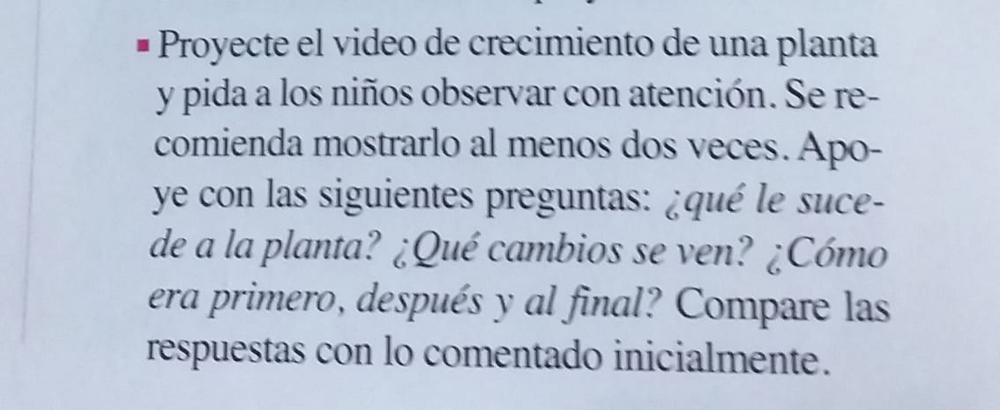 ▪ Proyecte el video de crecimiento de una planta
y pida a los niños observar con atención. Se re-
comienda mostrarlo al menos dos veces. Apo-
ye con las siguientes preguntas: ¿qué le suce-
de a la planta? ¿Qué cambios se ven? ¿Cómo
era primero, después y al final? Compare las
respuestas con lo comentado inicialmente.